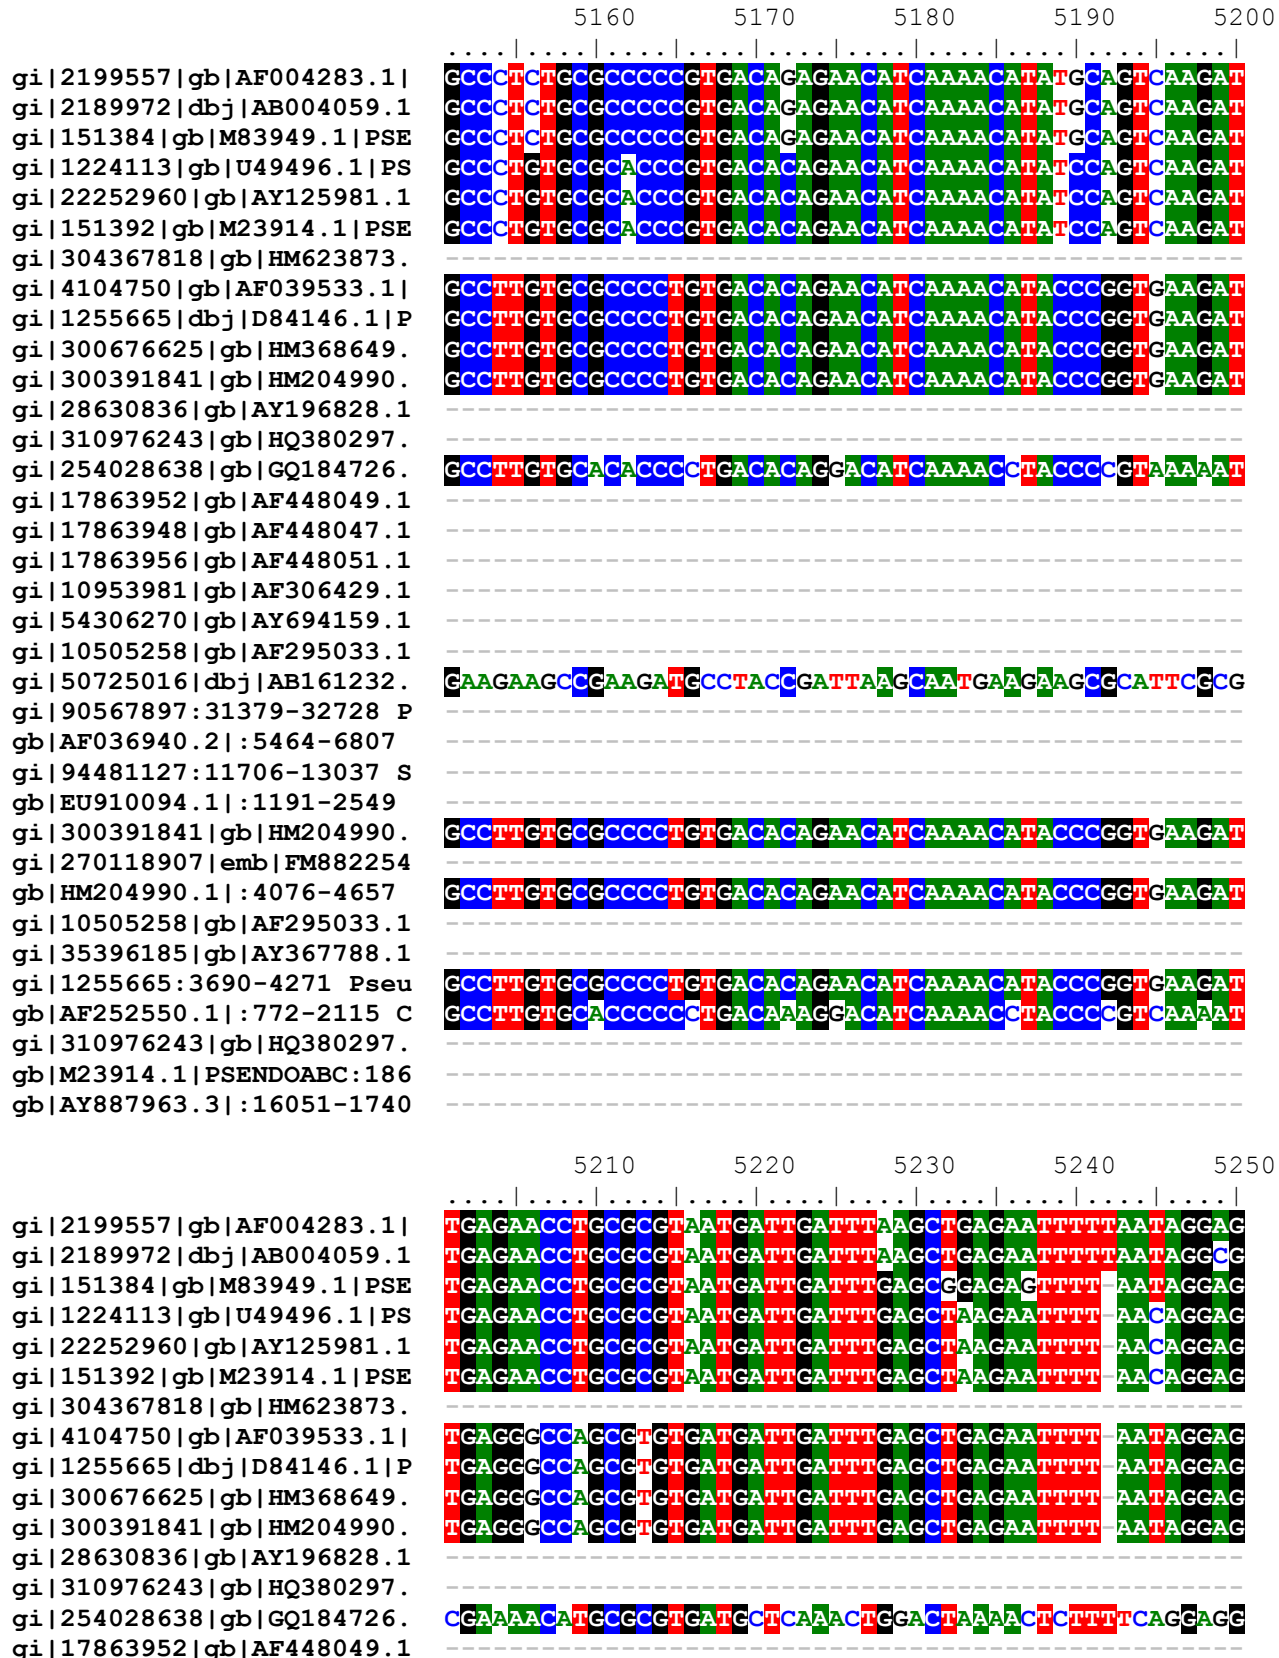 5160 5170 5180 5190 5200
....|....|....|....|....|....|....|....|....|....|
gi|2199557|gb|AF004283.1| GCCCTCTGCGCCCCCGTGACAGAGAACATCAAAACATATGCAGTCAAGAT
gi|2189972|dbj|AB004059.1 GCCCTCTGCGCCCCCGTGACAGAGAACATCAAAACATATGCAGTCAAGAT
gi|151384|gb|M83949.1|PSE GCCCTCTGCGCCCCCGTGACAGAGAACATCAAAACATATGCAGTCAAGAT
gi|1224113|gb|U49496.1|PS GCCCTGTGCGCACCCGTGACACAGAACATCAAAACATATCCAGTCAAGAT
gi|22252960|gb|AY125981.1 GCCCTGTGCGCACCCGTGACACAGAACATCAAAACATATCCAGTCAAGAT
gi|151392|gb|M23914.1|PSE GCCCTGTGCGCACCCGTGACACAGAACATCAAAACATATCCAGTCAAGAT
gi|304367818|gb|HM623873. --------------------------------------------------
gi|4104750|gb|AF039533.1| GCCTTGTGCGCCCCTGTGACACAGAACATCAAAACATACCCGGTGAAGAT
gi|1255665|dbj|D84146.1|P GCCTTGTGCGCCCCTGTGACACAGAACATCAAAACATACCCGGTGAAGAT
gi|300676625|gb|HM368649. GCCTTGTGCGCCCCTGTGACACAGAACATCAAAACATACCCGGTGAAGAT
gi|300391841|gb|HM204990. GCCTTGTGCGCCCCTGTGACACAGAACATCAAAACATACCCGGTGAAGAT
gi|28630836|gb|AY196828.1 --------------------------------------------------
gi|310976243|gb|HQ380297. --------------------------------------------------
gi|254028638|gb|GQ184726. GCCTTGTGCACACCCCTGACACAGGACATCAAAACCTACCCCGTAAAAAT
gi|17863952|gb|AF448049.1 --------------------------------------------------
gi|17863948|gb|AF448047.1 --------------------------------------------------
gi|17863956|gb|AF448051.1 --------------------------------------------------
gi|10953981|gb|AF306429.1 --------------------------------------------------
gi|54306270|gb|AY694159.1 --------------------------------------------------
gi|10505258|gb|AF295033.1 --------------------------------------------------
gi|50725016|dbj|AB161232. GAAGAAGCCGAAGATGCCTACCGATTAAGCAATGAAGAAGCGCATTCGCG
gi|90567897:31379-32728 P --------------------------------------------------
gb|AF036940.2|:5464-6807 --------------------------------------------------
gi|94481127:11706-13037 S --------------------------------------------------
gb|EU910094.1|:1191-2549 --------------------------------------------------
gi|300391841|gb|HM204990. GCCTTGTGCGCCCCTGTGACACAGAACATCAAAACATACCCGGTGAAGAT
gi|270118907|emb|FM882254 --------------------------------------------------
gb|HM204990.1|:4076-4657 GCCTTGTGCGCCCCTGTGACACAGAACATCAAAACATACCCGGTGAAGAT
gi|10505258|gb|AF295033.1 --------------------------------------------------
gi|35396185|gb|AY367788.1 --------------------------------------------------
gi|1255665:3690-4271 Pseu GCCTTGTGCGCCCCTGTGACACAGAACATCAAAACATACCCGGTGAAGAT
gb|AF252550.1|:772-2115 C GCCTTGTGCACCCCCCTGACAAAGGACATCAAAACCTACCCCGTCAAAAT
gi|310976243|gb|HQ380297. --------------------------------------------------
gb|M23914.1|PSENDOABC:186 --------------------------------------------------
gb|AY887963.3|:16051-1740 --------------------------------------------------
5210 5220 5230 5240 5250
....|....|....|....|....|....|....|....|....|....|
gi|2199557|gb|AF004283.1| TGAGAACCTGCGCGTAATGATTGATTTAAGCTGAGAATTTTTAATAGGAG
gi|2189972|dbj|AB004059.1 TGAGAACCTGCGCGTAATGATTGATTTAAGCTGAGAATTTTTAATAGGCG
gi|151384|gb|M83949.1|PSE TGAGAACCTGCGCGTAATGATTGATTTGAGCGGAGAGTTTT-AATAGGAG
gi|1224113|gb|U49496.1|PS TGAGAACCTGCGCGTAATGATTGATTTGAGCTAAGAATTTT-AACAGGAG
gi|22252960|gb|AY125981.1 TGAGAACCTGCGCGTAATGATTGATTTGAGCTAAGAATTTT-AACAGGAG
gi|151392|gb|M23914.1|PSE TGAGAACCTGCGCGTAATGATTGATTTGAGCTAAGAATTTT-AACAGGAG
gi|304367818|gb|HM623873. --------------------------------------------------
gi|4104750|gb|AF039533.1| TGAGGGCCAGCGTGTGATGATTGATTTGAGCTGAGAATTTT-AATAGGAG
gi|1255665|dbj|D84146.1|P TGAGGGCCAGCGTGTGATGATTGATTTGAGCTGAGAATTTT-AATAGGAG
gi|300676625|gb|HM368649. TGAGGGCCAGCGTGTGATGATTGATTTGAGCTGAGAATTTT-AATAGGAG
gi|300391841|gb|HM204990. TGAGGGCCAGCGTGTGATGATTGATTTGAGCTGAGAATTTT-AATAGGAG
gi|28630836|gb|AY196828.1 --------------------------------------------------
gi|310976243|gb|HQ380297. --------------------------------------------------
gi|254028638|gb|GQ184726. CGAAAACATGCGCGTGATGCTCAAACTGGACTAAAACTCTTTTCAGGAGG
gi|17863952|gb|AF448049.1 --------------------------------------------------